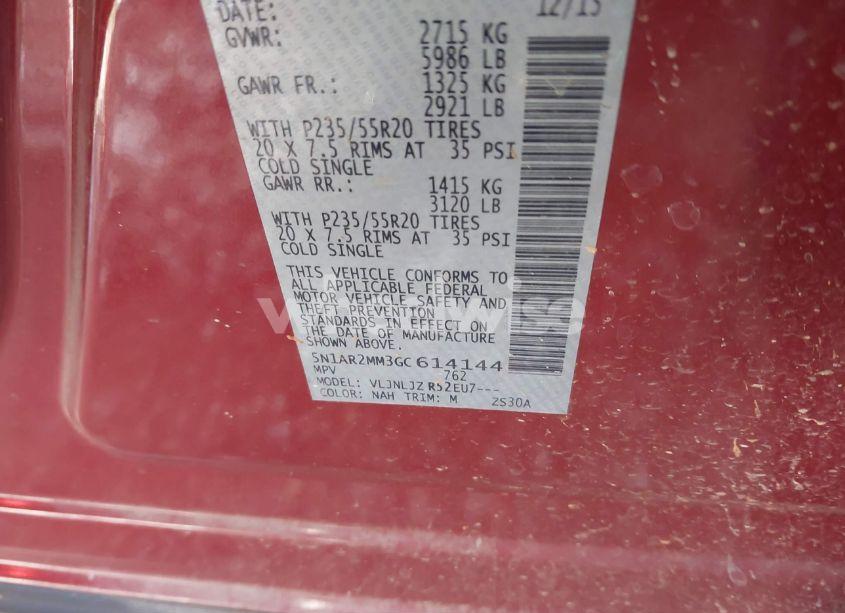 DATE: 12/15
GVWR: 2715 KG
5986 LB
GAWR FR.: 1325 KG
2921 LB
WITH P235/55R20 TIRES
20 X 7.5 RIMS AT 35 PSI
COLD SINGLE
GAWR RR.: 1415 KG
3120 LB
WITH P235/55R20 TIRES
20 X 7.5 RIMS AT 35 PSI
COLD SINGLE
THIS VEHICLE CONFORMS TO
ALL APPLICABLE FEDERAL
MOTOR VEHICLE SAFETY AND
THEFT PREVENTION
STANDARDS IN EFFECT ON
THE DATE OF MANUFACTURE
SHOWN ABOVE.
5N1AR2MM3GC614144
MPV 762
MODEL: VLJNLJZ R52EU7---
COLOR: NAH TRIM: M 2S30A